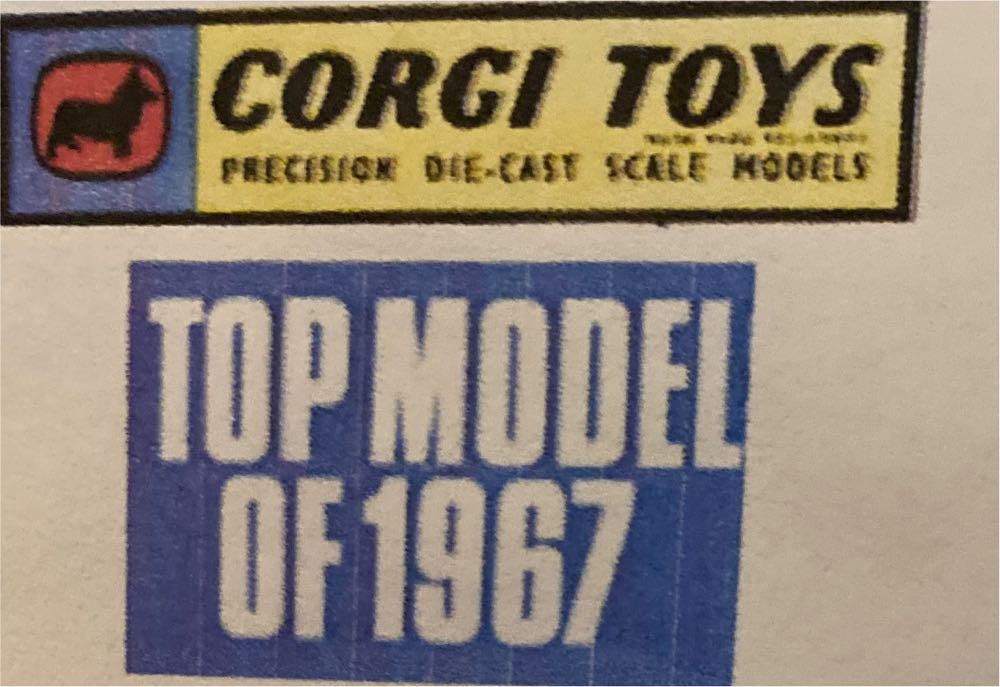 CORGI TOYS
PRECISION DIE-CAST SCALE MODELS
TOP MODEL
OF 1967